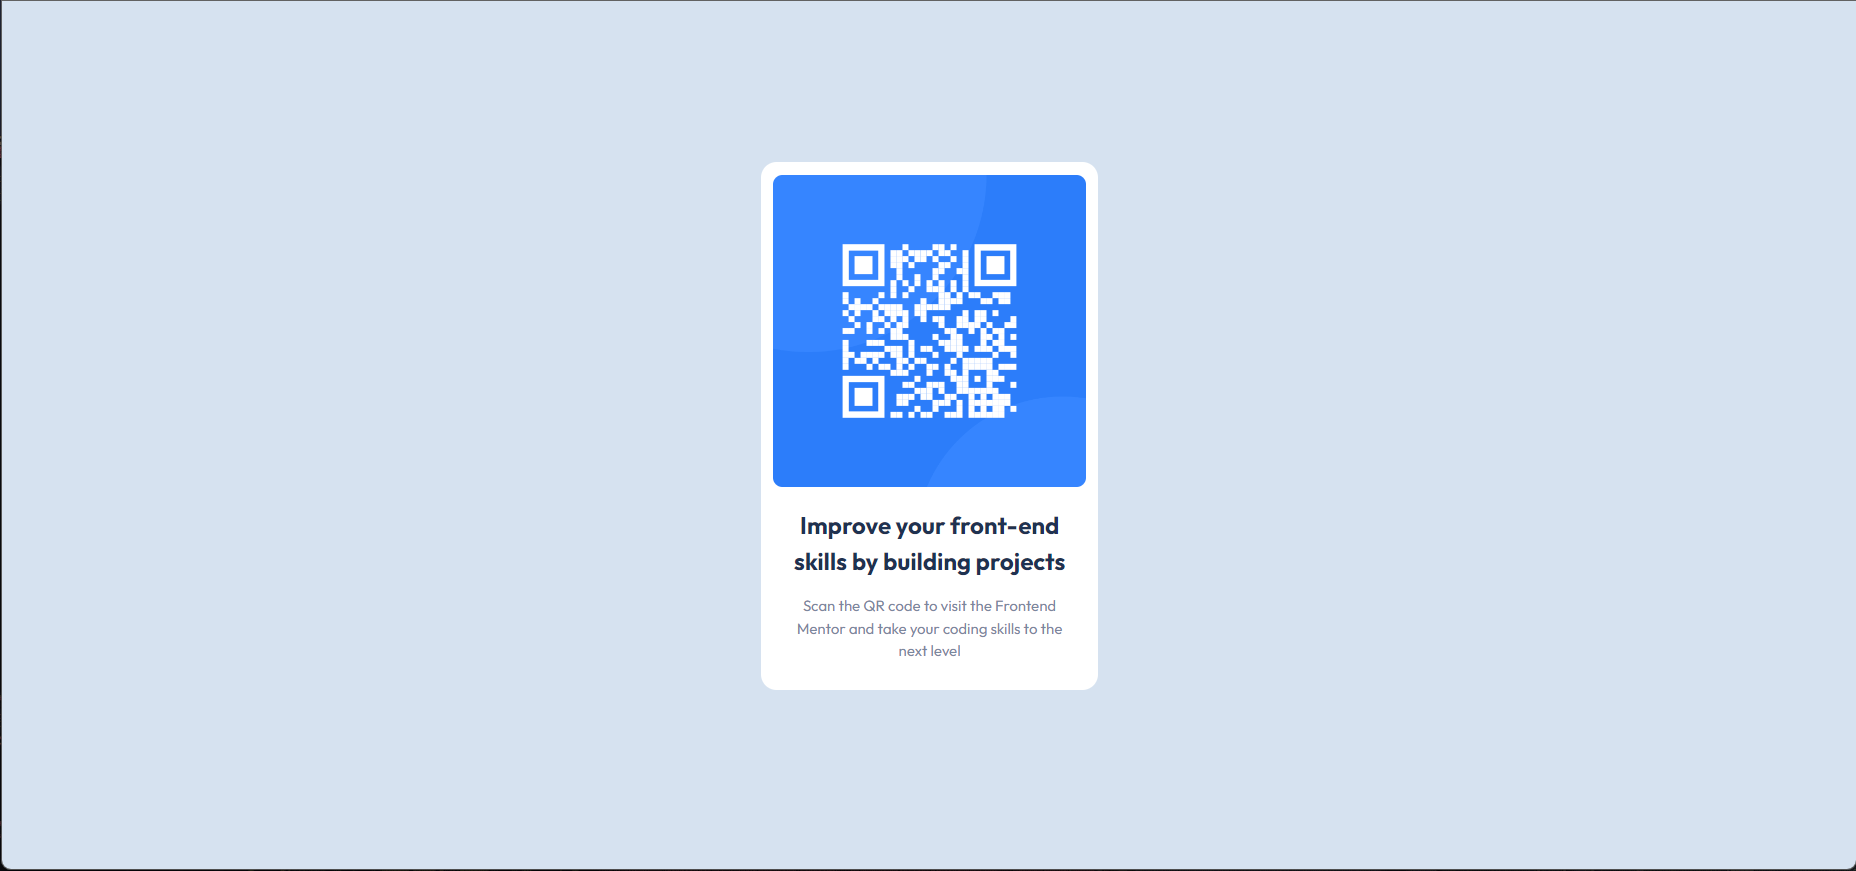 Improve your front-end
skills by building projects
Scan the QR code to visit the Frontend
Mentor and take your coding skills to the
next level